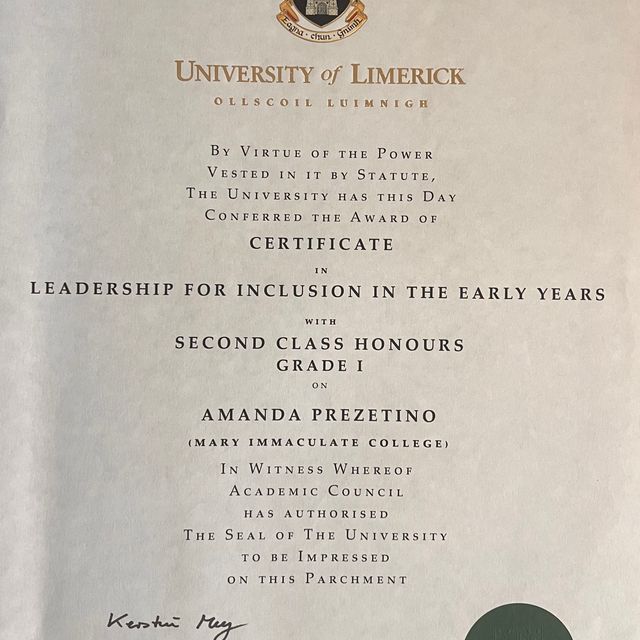 Eagna · chun · Gnímh
UNIVERSITY of LIMERICK
OLLSCOIL LUIMNIGH
BY VIRTUE OF THE POWER
VESTED IN IT BY STATUTE,
THE UNIVERSITY HAS THIS DAY
CONFERRED THE AWARD OF
CERTIFICATE
IN
LEADERSHIP FOR INCLUSION IN THE EARLY YEARS
WITH
SECOND CLASS HONOURS
GRADE I
ON
AMANDA PREZETINO
(MARY IMMACULATE COLLEGE)
IN WITNESS WHEREOF
ACADEMIC COUNCIL
HAS AUTHORISED
THE SEAL OF THE UNIVERSITY
TO BE IMPRESSED
ON THIS PARCHMENT
Kerstin Mey